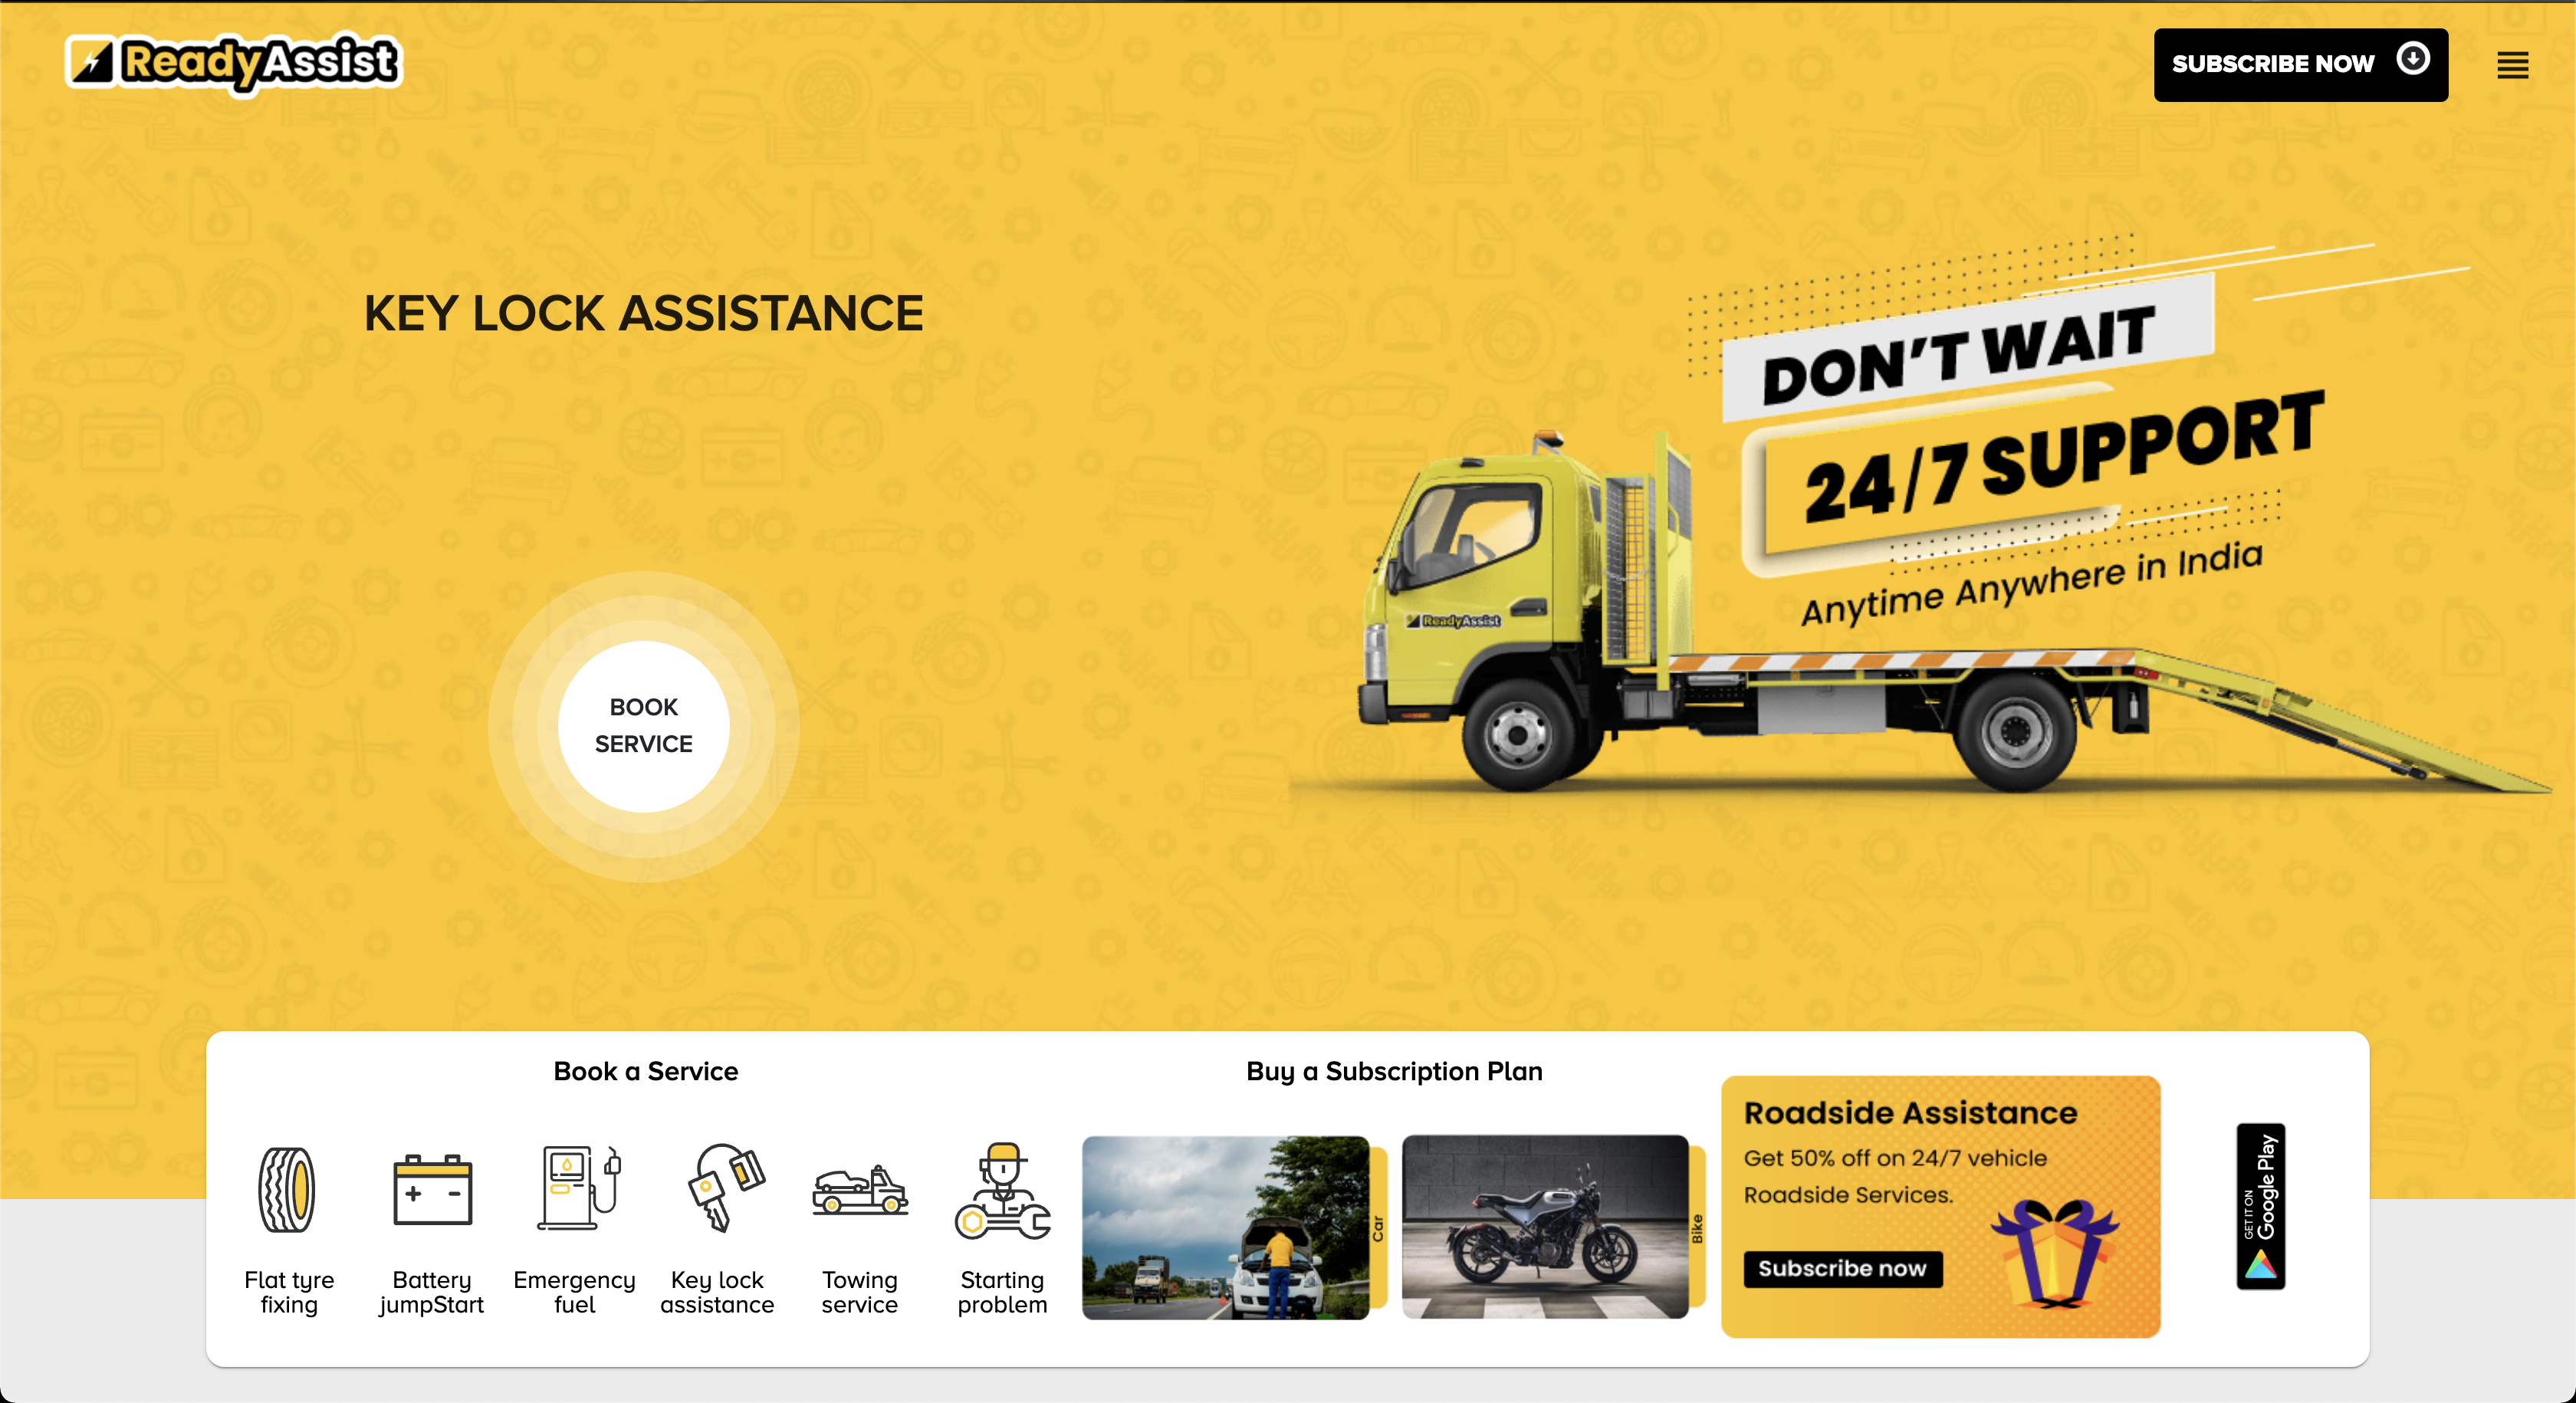 ReadyAssist
SUBSCRIBE NOW
KEY LOCK ASSISTANCE
DON'T WAIT
24/7 SUPPORT
Anytime Anywhere in India
ReadyAssist
BOOK
SERVICE
Book a Service
Flat tyre
fixing
Battery
jumpStart
Emergency
fuel
Key lock
assistance
Towing
service
Starting
problem
Buy a Subscription Plan
Car
Bike
Roadside Assistance
Get 50% off on 24/7 vehicle
Roadside Services.
Subscribe now
GET IT ON
Google Play